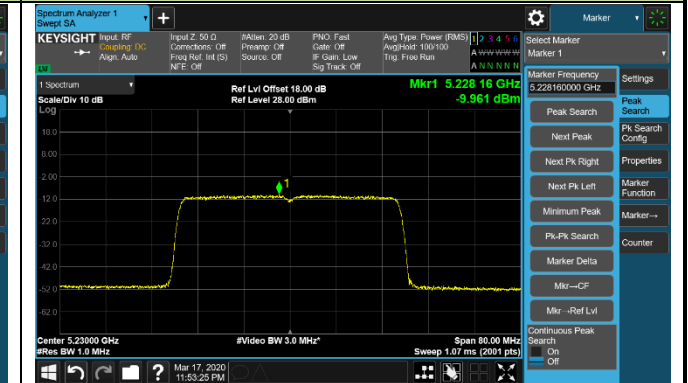 Spectrum Analyzer 1
Swept SA
Marker
KEYSIGHT Input: RF
Coupling: DC
Align: Auto
Input Z: 50 Ω
Corrections: Off
Freq Ref: Int (S)
NFE: Off
#Atten: 20 dB
Preamp: Off
Source: Off
PNO: Fast
Gate: Off
IF Gain: Low
Sig Track: Off
Avg Type: Power (RMS)
Avg|Hold: 100/100
Trig: Free Run
1 2 3 4 5 6
A W W W W W
A N N N N N
LV
Select Marker
Marker 1
1 Spectrum
Scale/Div 10 dB
Log
Ref Lvl Offset 18.00 dB
Ref Level 28.00 dBm
Mkr1 5.228 16 GHz
-9.961 dBm
18.0
8.00
-2.00
-12.0
-22.0
-32.0
-42.0
-52.0
-62.0
1
Center 5.23000 GHz
#Res BW 1.0 MHz
#Video BW 3.0 MHz*
Span 80.00 MHz
Sweep 1.07 ms (2001 pts)
Marker Frequency
5.228160000 GHz
Peak Search
Next Peak
Next Pk Right
Next Pk Left
Minimum Peak
Pk-Pk Search
Marker Delta
Mkr→CF
Mkr→Ref Lvl
Continuous Peak
Search
On
Off
Settings
Peak
Search
Pk Search
Config
Properties
Marker
Function
Marker→
Counter
Mar 17, 2020
11:53:25 PM